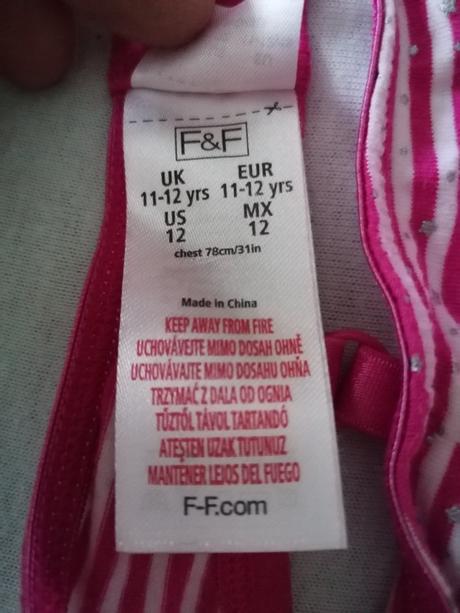 F&F
UK EUR
11-12 yrs 11-12 yrs
US MX
12 12
chest 78cm/31in
Made in China
KEEP AWAY FROM FIRE
UCHOVÁVEJTE MIMO DOSAH OHNĚ
UCHOVÁVAJTE MIMO DOSAHU OHŇA
TRZYMAĆ Z DALA OD OGNIA
TŰZTŐL TÁVOL TARTANDÓ
ATEŞTEN UZAK TUTUNUZ
MANTENER LEJOS DEL FUEGO
F-F.com